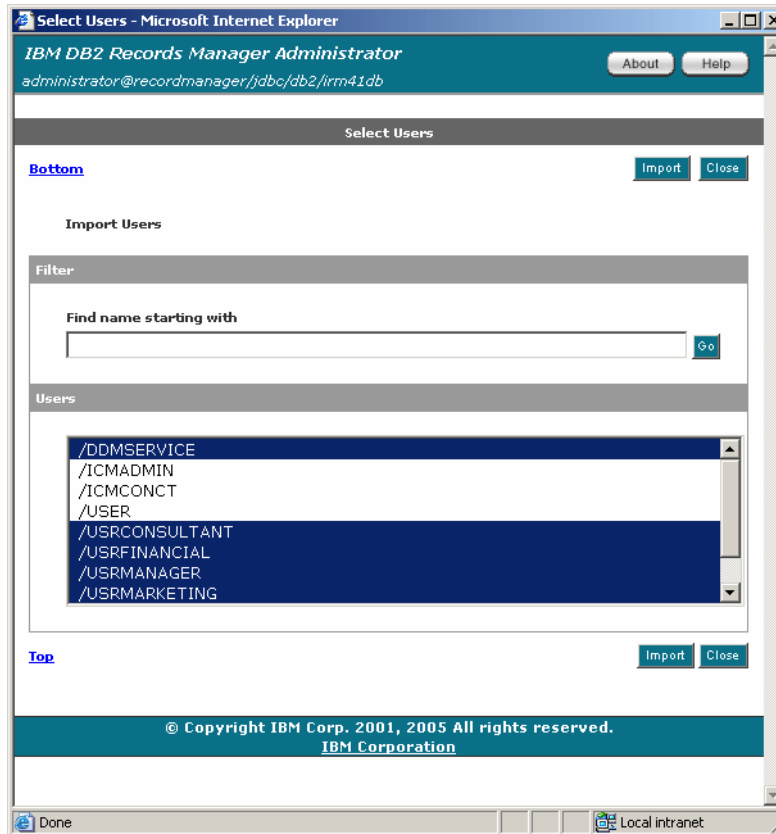 Select Users - Microsoft Internet Explorer
IBM DB2 Records Manager Administrator
administrator@recordmanager/jdbc/db2/irm41db
About Help
Select Users
Bottom Import Close
Import Users
Filter
Find name starting with
Go
Users
/DDMSERVICE
/ICMADMIN
/ICMCONCT
/USER
/USRCONSULTANT
/USRFINANCIAL
/USRMANAGER
/USRMARKETING
Top Import Close
© Copyright IBM Corp. 2001, 2005 All rights reserved.
IBM Corporation
Done Local intranet